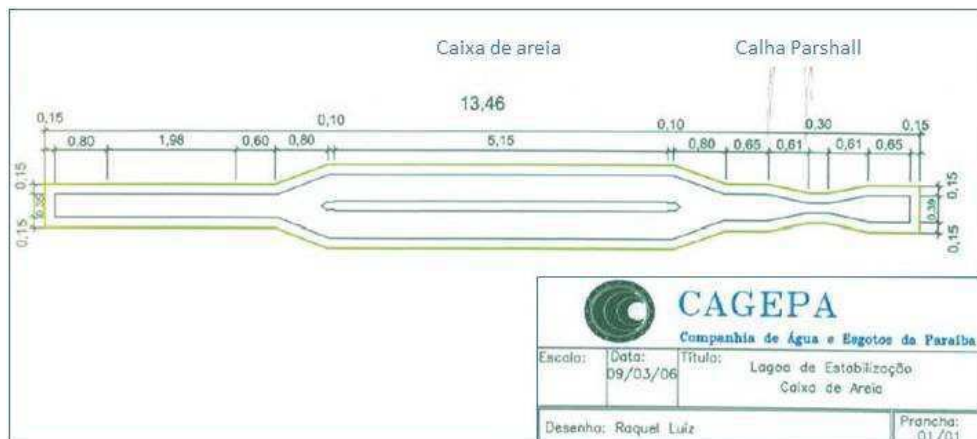 Caixa de areia Calha Parshall
13,46
0,15 0,10 0,10 0,30 0,15
0,80 1,98 0,60 0,80 5,15 0,80 0,65 0,61 0,61 0,65
0,15 0,15
0,39
0,15 0,15
CAGEPA
Companhia de Água e Esgotos da Paraíba
Escala: Data: Título:
09/03/06 Lagoa de Estabilização
Caixa de Areia
Desenho: Raquel Luiz Prancha:
01/01